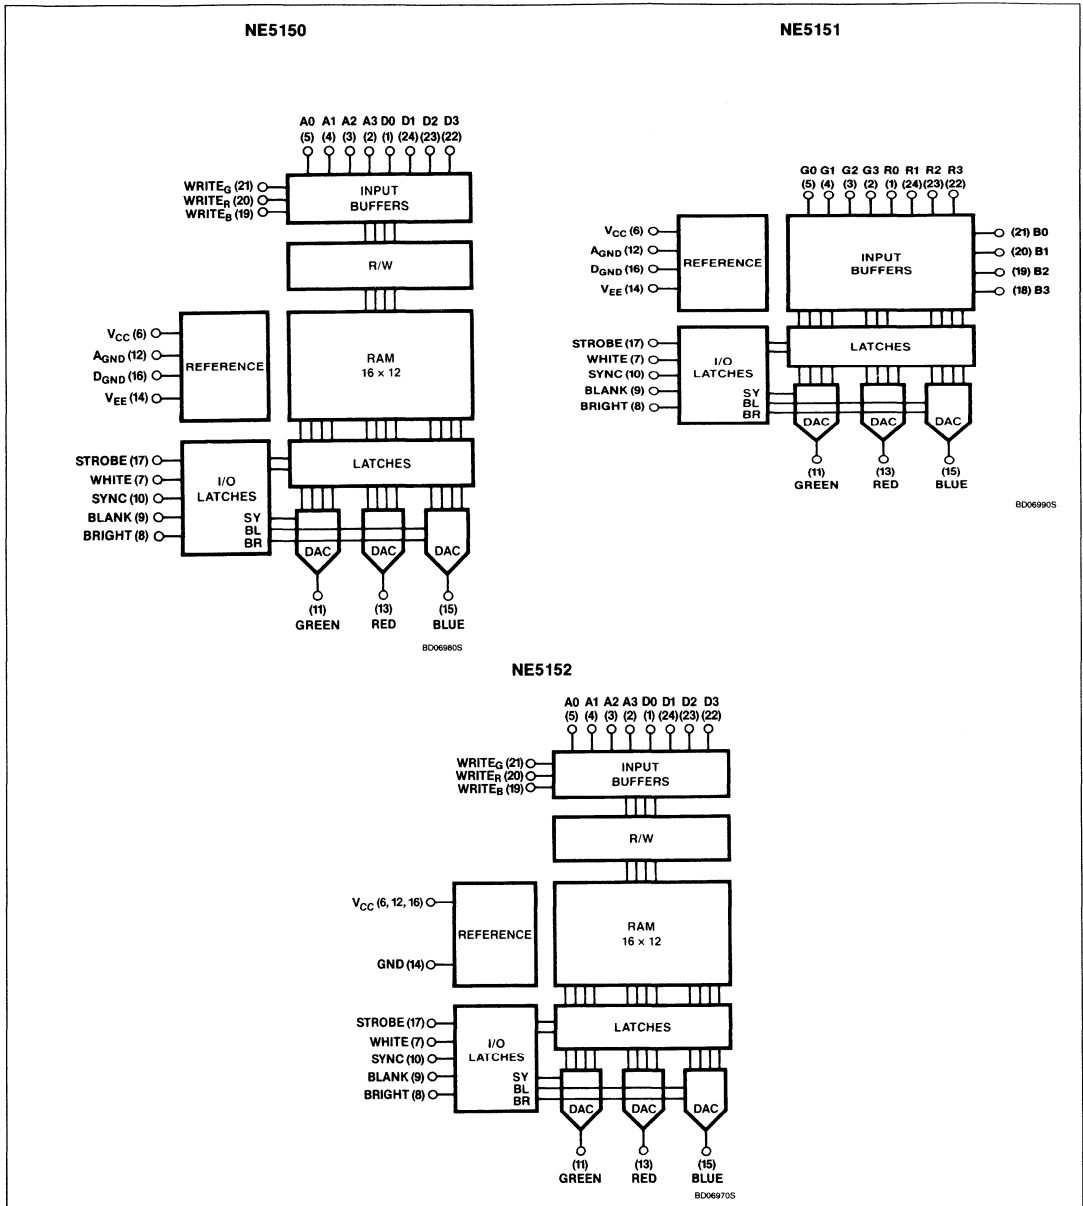 NE5150
A0 A1 A2 A3 D0 D1 D2 D3
(5) (4) (3) (2) (1) (24) (23) (22)
WRITEG (21)
WRITER (20)
WRITEB (19)
INPUT
BUFFERS
R/W
VCC (6)
AGND (12)
DGND (16)
VEE (14)
REFERENCE
RAM
16 × 12
STROBE (17)
WHITE (7)
SYNC (10)
BLANK (9)
BRIGHT (8)
I/O
LATCHES
SY
BL
BR
LATCHES
DAC DAC DAC
(11) (13) (15)
GREEN RED BLUE
BD06980S
NE5151
G0 G1 G2 G3 R0 R1 R2 R3
(5) (4) (3) (2) (1) (24) (23) (22)
VCC (6)
AGND (12)
DGND (16)
VEE (14)
REFERENCE
INPUT
BUFFERS
(21) B0
(20) B1
(19) B2
(18) B3
STROBE (17)
WHITE (7)
SYNC (10)
BLANK (9)
BRIGHT (8)
I/O
LATCHES
SY
BL
BR
LATCHES
DAC DAC DAC
(11) (13) (15)
GREEN RED BLUE
BD06990S
NE5152
A0 A1 A2 A3 D0 D1 D2 D3
(5) (4) (3) (2) (1) (24) (23) (22)
WRITEG (21)
WRITER (20)
WRITEB (19)
INPUT
BUFFERS
R/W
VCC (6, 12, 16)
GND (14)
REFERENCE
RAM
16 × 12
STROBE (17)
WHITE (7)
SYNC (10)
BLANK (9)
BRIGHT (8)
I/O
LATCHES
SY
BL
BR
LATCHES
DAC DAC DAC
(11) (13) (15)
GREEN RED BLUE
BD06970S